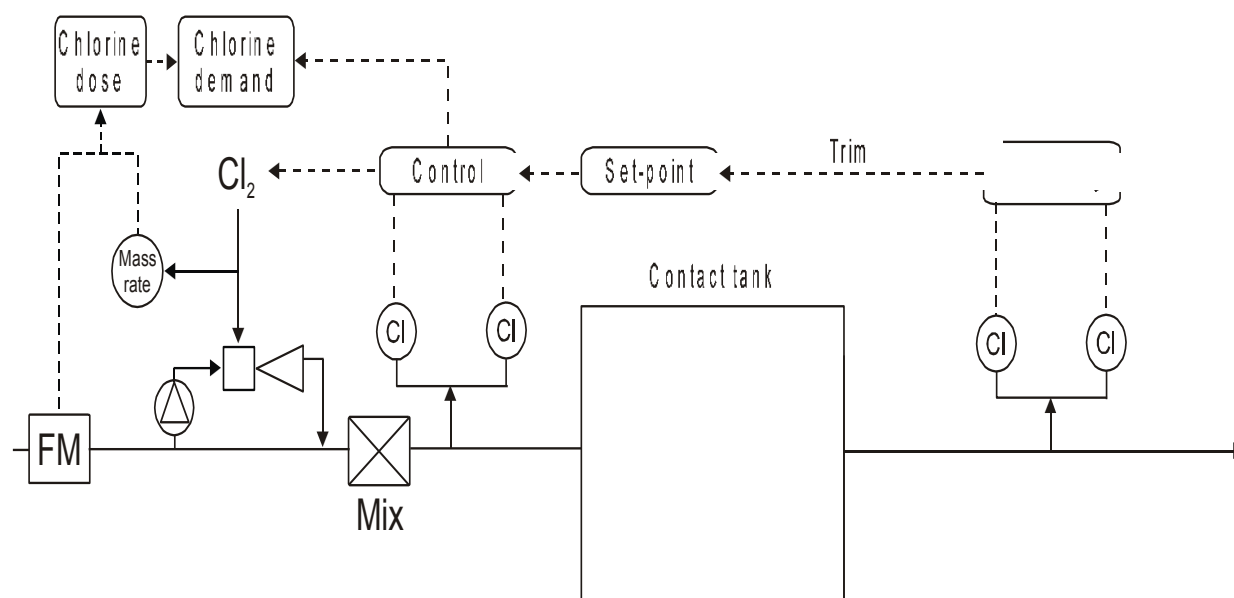 Chlorine
dose
Chlorine
demand
Cl₂
Control
Set-point
Trim
Mass
rate
Contact tank
Cl
Cl
Cl
Cl
FM
Mix